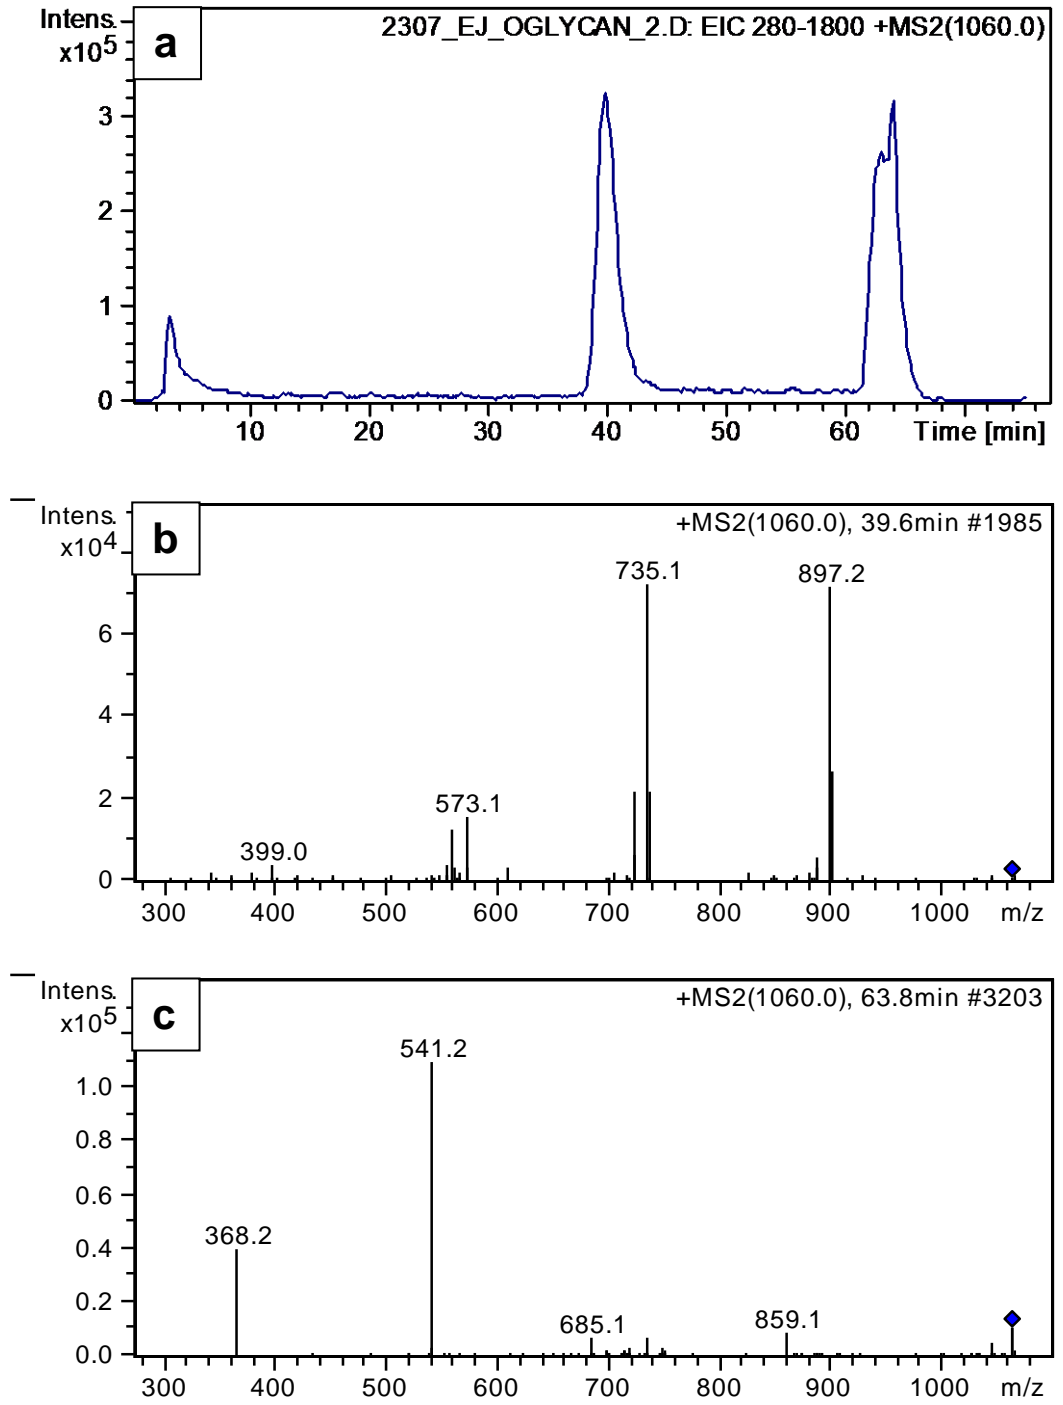 Intens.
x10^5
a
2307_EJ_OGLYCAN_2.D: EIC 280-1800 +MS2(1060.0)
3
2
1
0
10 20 30 40 50 60 Time [min]
Intens.
x10^4
b
+MS2(1060.0), 39.6min #1985
735.1
897.2
6
4
573.1
2
399.0
0
300 400 500 600 700 800 900 1000 m/z
Intens.
x10^5
c
+MS2(1060.0), 63.8min #3203
541.2
1.0
0.8
0.6
368.2
0.4
0.2
685.1
859.1
0.0
300 400 500 600 700 800 900 1000 m/z